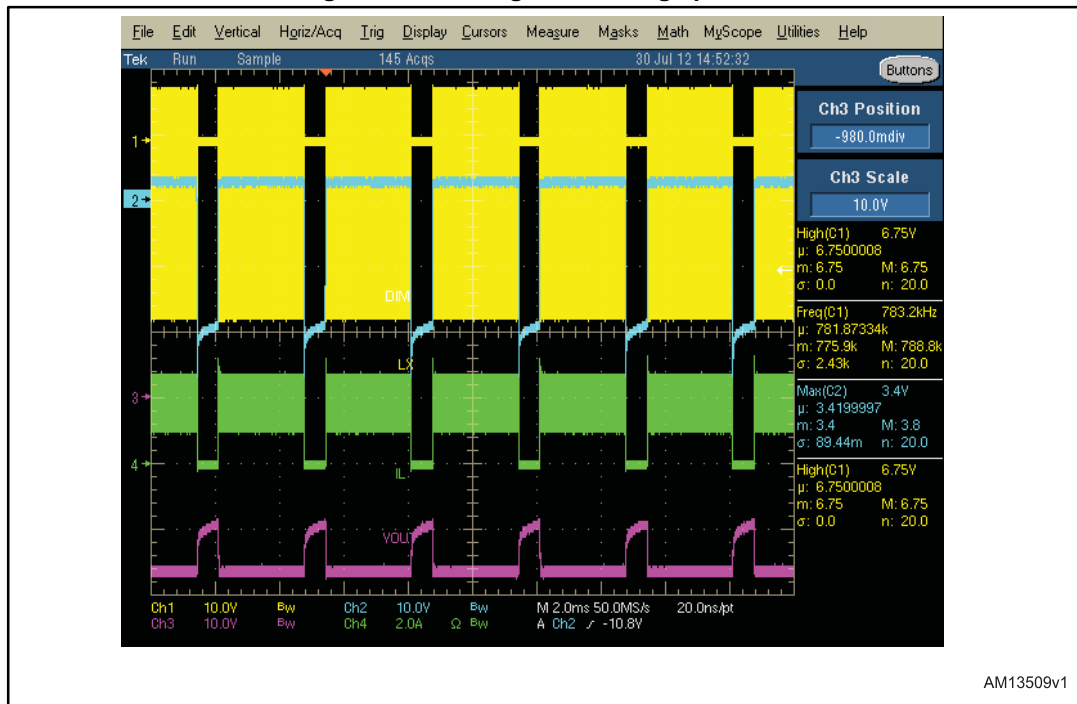 File Edit Vertical Horiz/Acq Trig Display Cursors Measure Masks Math MyScope Utilities Help
Tek Run Sample 145 Acqs 30 Jul 12 14:52:32
Buttons
Ch3 Position
-980.0mdiv
Ch3 Scale
10.0V
1
2
3
4
DIM
LX
IL
VOUT
High(C1) 6.75V
µ: 6.7500008
m: 6.75 M: 6.75
σ: 0.0 n: 20.0
Freq(C1) 783.2kHz
µ: 781.87334k
m: 775.9k M: 788.8k
σ: 2.43k n: 20.0
Max(C2) 3.4V
µ: 3.4199997
m: 3.4 M: 3.8
σ: 89.44m n: 20.0
High(C1) 6.75V
µ: 6.7500008
m: 6.75 M: 6.75
σ: 0.0 n: 20.0
Ch1 10.0V Bw Ch2 10.0V Bw M 2.0ms 50.0MS/s 20.0ns/pt
Ch3 10.0V Bw Ch4 2.0A Ω Bw A Ch2 ⁄ -10.8V
AM13509v1